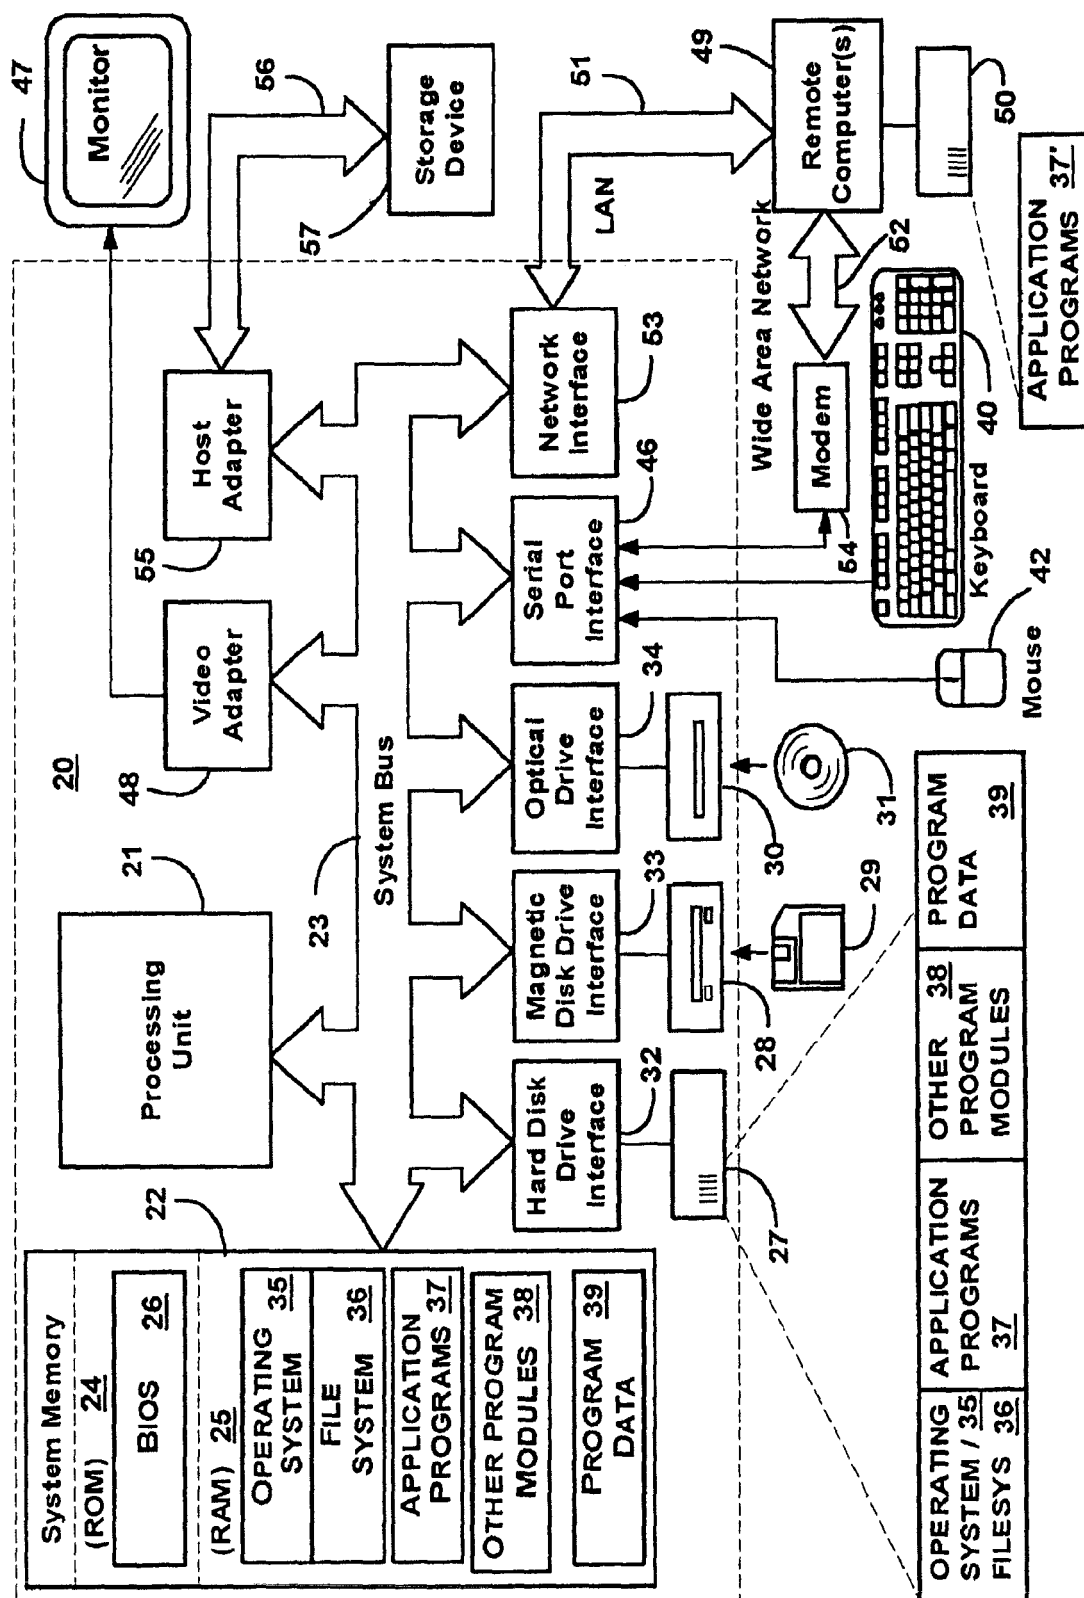 System Memory
(ROM) 24
BIOS 26
(RAM) 25
OPERATING
SYSTEM 35
FILE
SYSTEM 36
APPLICATION
PROGRAMS 37
OTHER PROGRAM
MODULES 38
PROGRAM
DATA 39
22
Processing
Unit
21
20
Video
Adapter
48
Host
Adapter
55
Monitor
47
56
Storage
Device
57
23
System Bus
Hard Disk
Drive
Interface
32
Magnetic
Disk Drive
Interface
33
Optical
Drive
Interface
34
Serial
Port
Interface
46
Network
Interface
53
LAN
51
27
28
29
30
31
Wide Area Network
Modem
54
52
Remote
Computer(s)
49
50
Keyboard
40
Mouse
42
OPERATING
SYSTEM / 35
FILESYS 36
APPLICATION
PROGRAMS
37
OTHER 38
PROGRAM
MODULES
PROGRAM
DATA 39
APPLICATION
PROGRAMS 37'